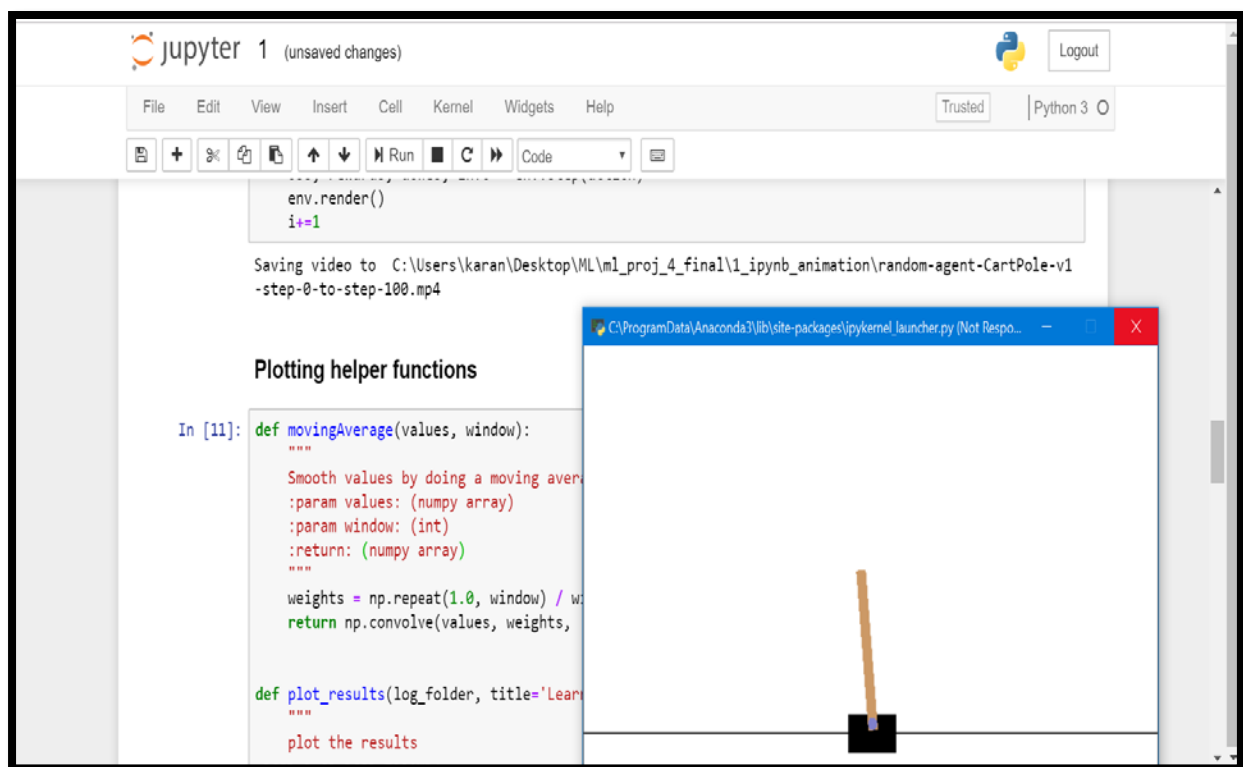 jupyter 1 (unsaved changes)
Logout
File Edit View Insert Cell Kernel Widgets Help
Trusted
Python 3
Run
Code
env.render()
i+=1
Saving video to C:\Users\karan\Desktop\ML\ml_proj_4_final\1_ipynb_animation\random-agent-CartPole-v1
-step-0-to-step-100.mp4
C:\ProgramData\Anaconda3\lib\site-packages\ipykernel_launcher.py (Not Respo...
Plotting helper functions
In [11]: def movingAverage(values, window):
"""
Smooth values by doing a moving aver
:param values: (numpy array)
:param window: (int)
:return: (numpy array)
"""
weights = np.repeat(1.0, window) / w
return np.convolve(values, weights,
def plot_results(log_folder, title='Lear
"""
plot the results